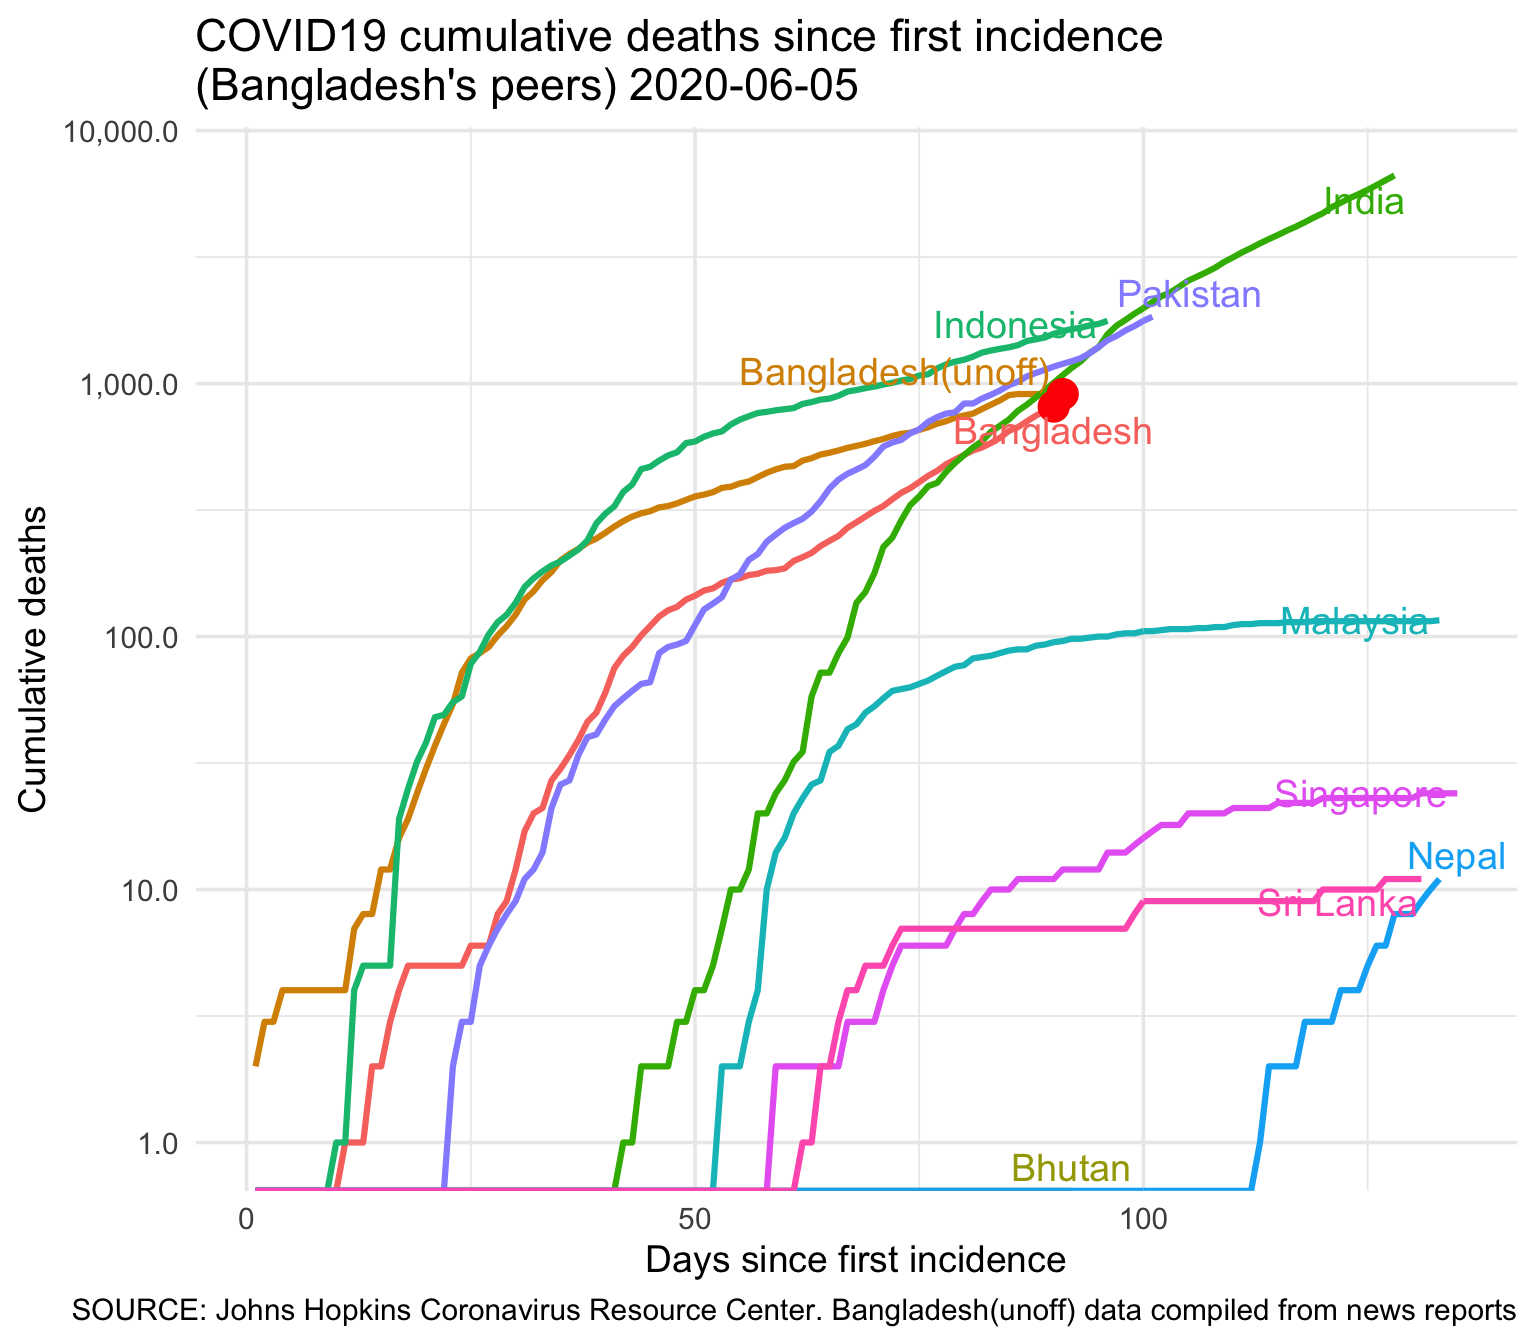 COVID19 cumulative deaths since first incidence
(Bangladesh's peers) 2020-06-05
10,000.0
India
Pakistan
Indonesia
1,000.0
Bangladesh(unoff)
Bangladesh
Cumulative deaths
100.0
Malaysia
Singapore
Nepal
10.0
Sri Lanka
1.0
Bhutan
0
50
100
Days since first incidence
SOURCE: Johns Hopkins Coronavirus Resource Center. Bangladesh(unoff) data compiled from news reports